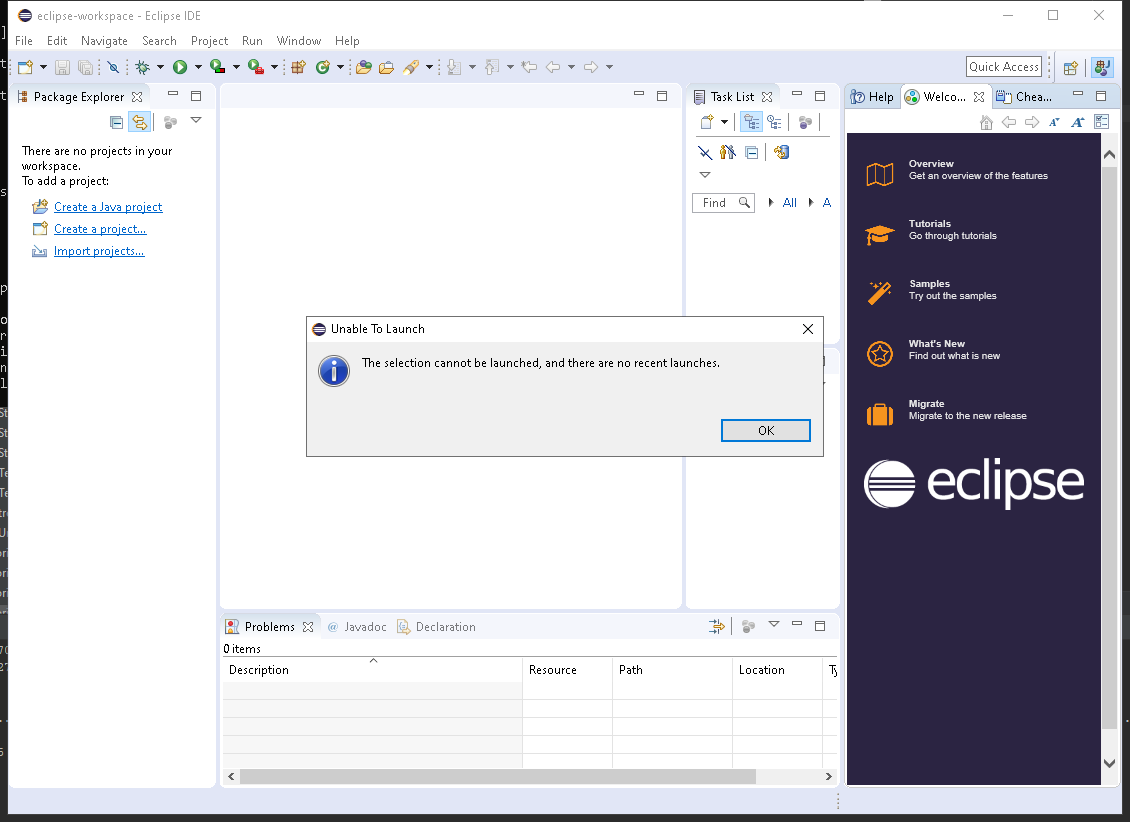 eclipse-workspace - Eclipse IDE
File Edit Navigate Search Project Run Window Help
Quick Access
Package Explorer
There are no projects in your
workspace.
To add a project:
Create a Java project
Create a project...
Import projects...
Task List
Find All A
Help Welco... Chea...
Overview
Get an overview of the features
Tutorials
Go through tutorials
Samples
Try out the samples
What's New
Find out what is new
Migrate
Migrate to the new release
eclipse
Unable To Launch
The selection cannot be launched, and there are no recent launches.
OK
Problems @ Javadoc Declaration
0 items
Description Resource Path Location Ty